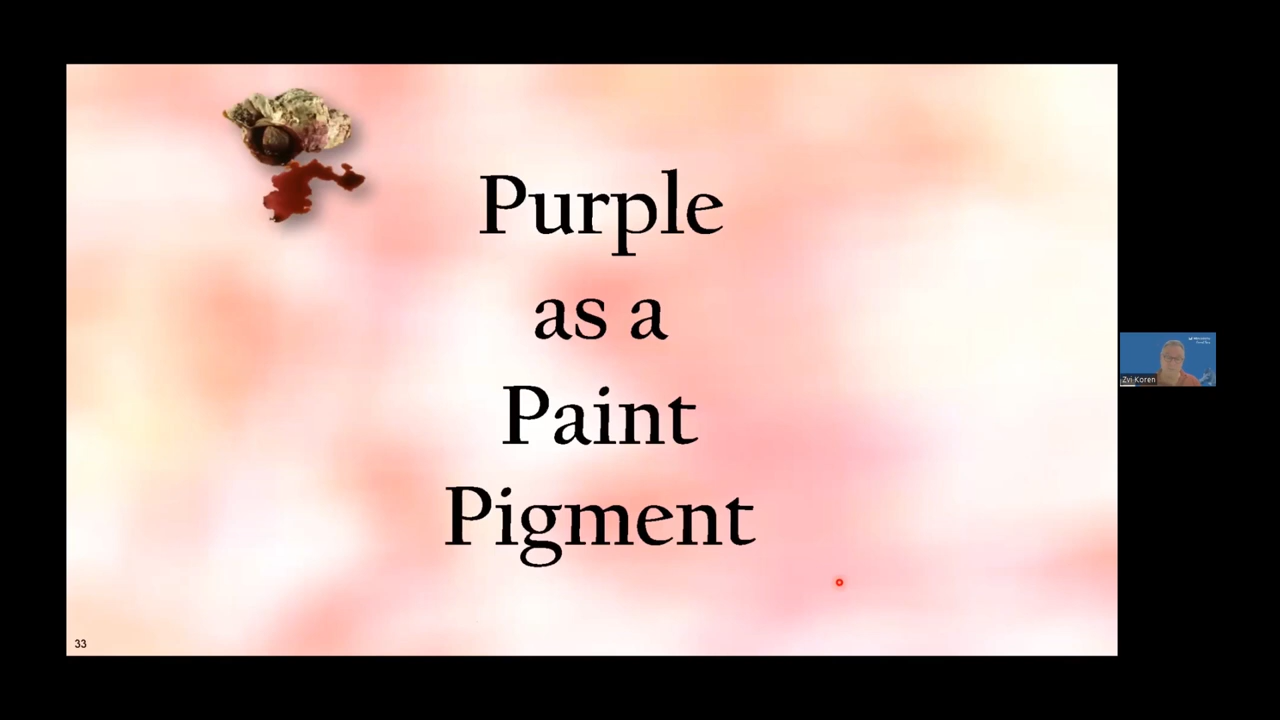 Purple
as a
Paint
Pigment
33
Zvi Koren